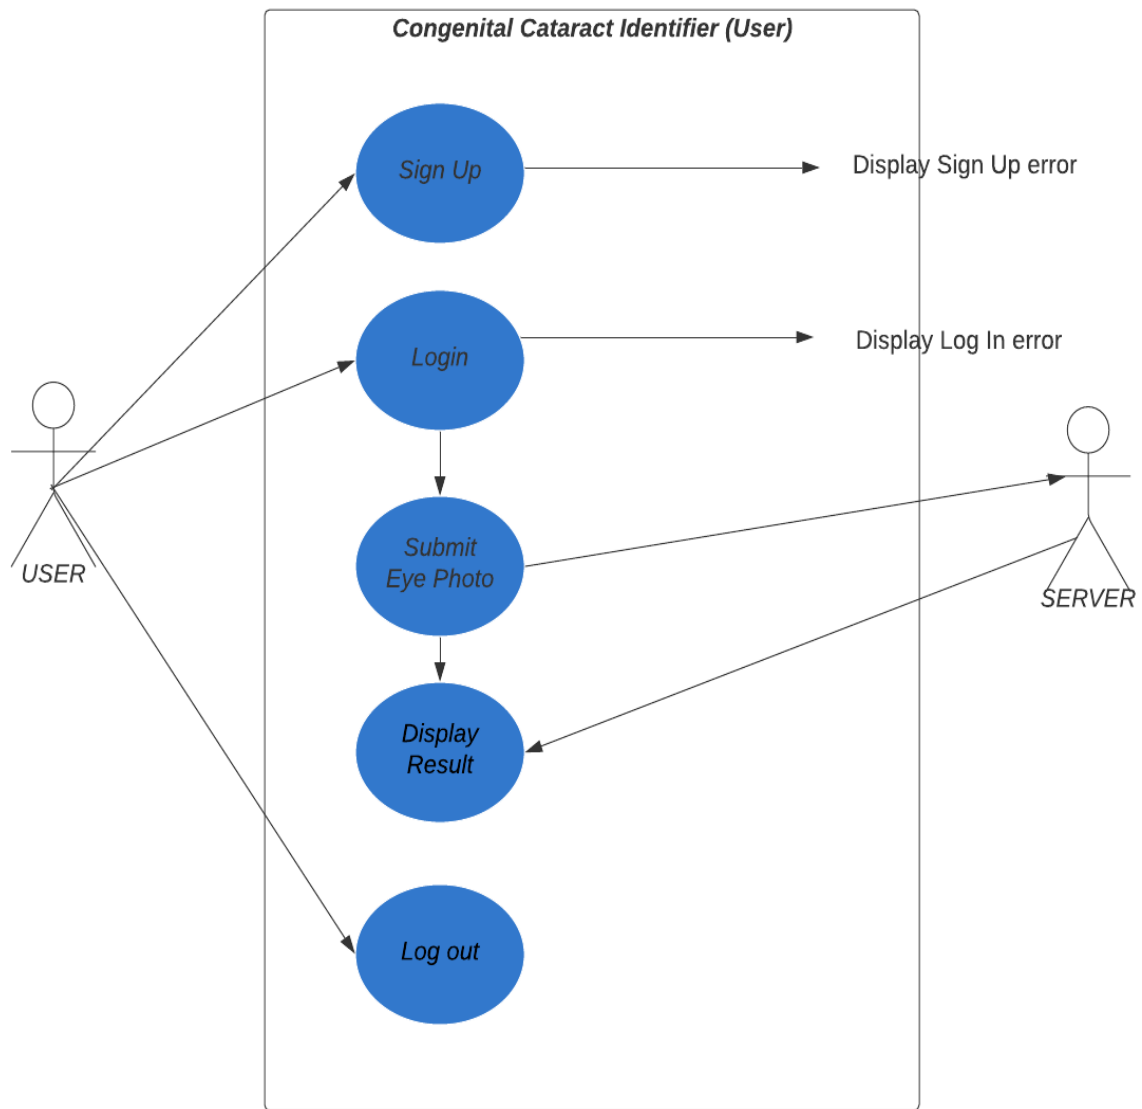 Congenital Cataract Identifier (User)
Sign Up
Display Sign Up error
Login
Display Log In error
USER
Submit
Eye Photo
SERVER
Display
Result
Log out